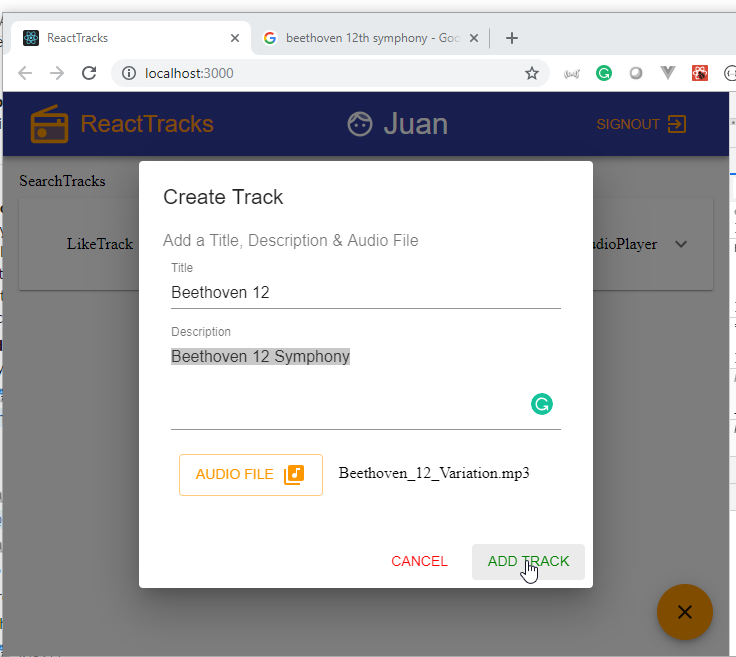 ReactTracks
beethoven 12th symphony - Goo
localhost:3000
ReactTracks
Juan
SIGNOUT
SearchTracks
LikeTrack
dioPlayer
Create Track
Add a Title, Description & Audio File
Title
Beethoven 12
Description
Beethoven 12 Symphony
AUDIO FILE
Beethoven_12_Variation.mp3
CANCEL
ADD TRACK